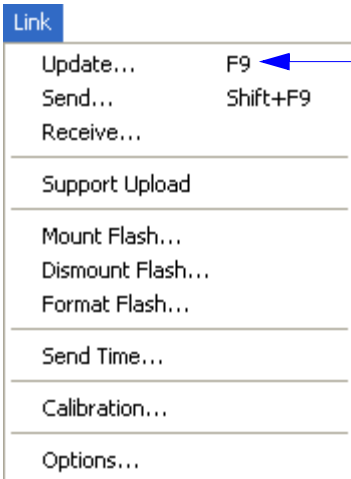 Link
Update... F9
Send... Shift+F9
Receive...
Support Upload
Mount Flash...
Dismount Flash...
Format Flash...
Send Time...
Calibration...
Options...